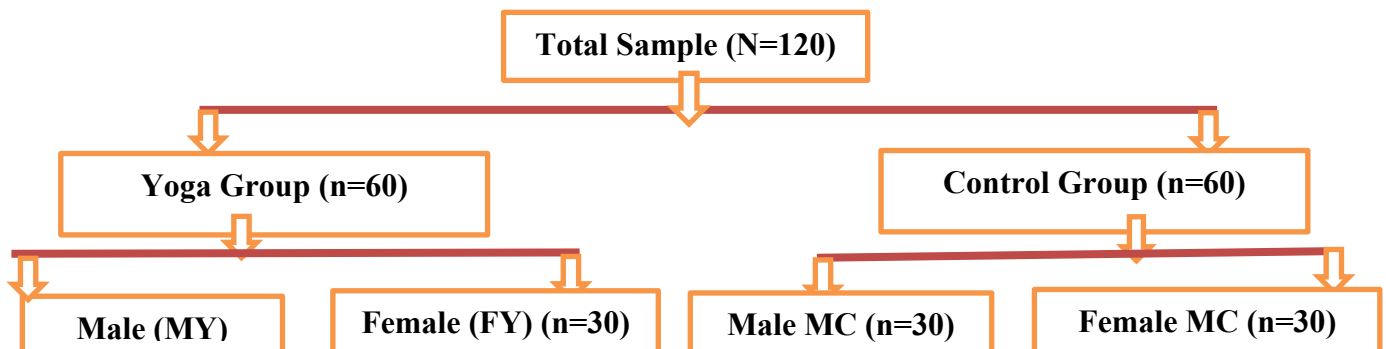 Total Sample (N=120)
Yoga Group (n=60)
Control Group (n=60)
Male (MY)
Female (FY) (n=30)
Male MC (n=30)
Female MC (n=30)